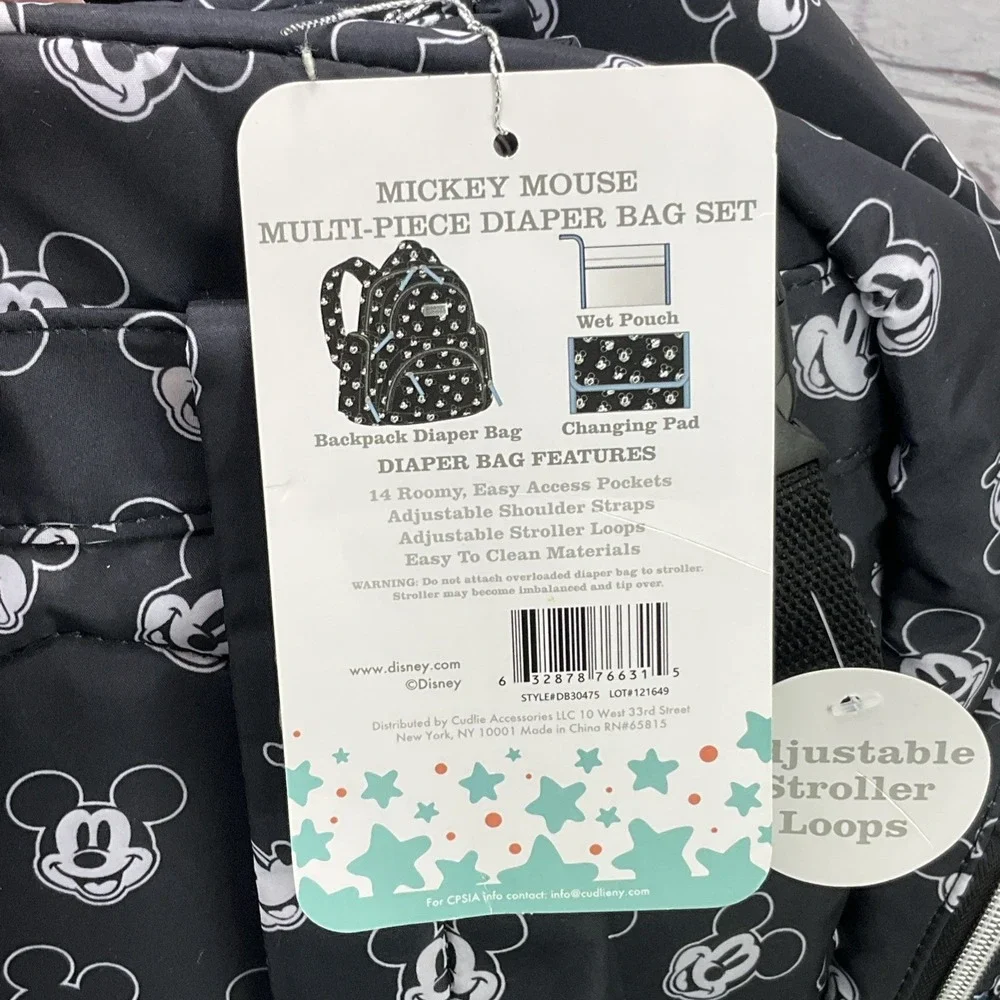 MICKEY MOUSE
MULTI-PIECE DIAPER BAG SET
Wet Pouch
Backpack Diaper Bag
Changing Pad
DIAPER BAG FEATURES
14 Roomy, Easy Access Pockets
Adjustable Shoulder Straps
Adjustable Stroller Loops
Easy To Clean Materials
WARNING: Do not attach overloaded diaper bag to stroller.
Stroller may become imbalanced and tip over.
www.disney.com
©Disney
6 32878 76631 5
STYLE#DB30475 LOT#121649
Distributed by Cudlie Accessories LLC 10 West 33rd Street
New York, NY 10001 Made in China RN#65815
For CPSIA info contact: info@cudlieny.com
djustable
Stroller
Loops